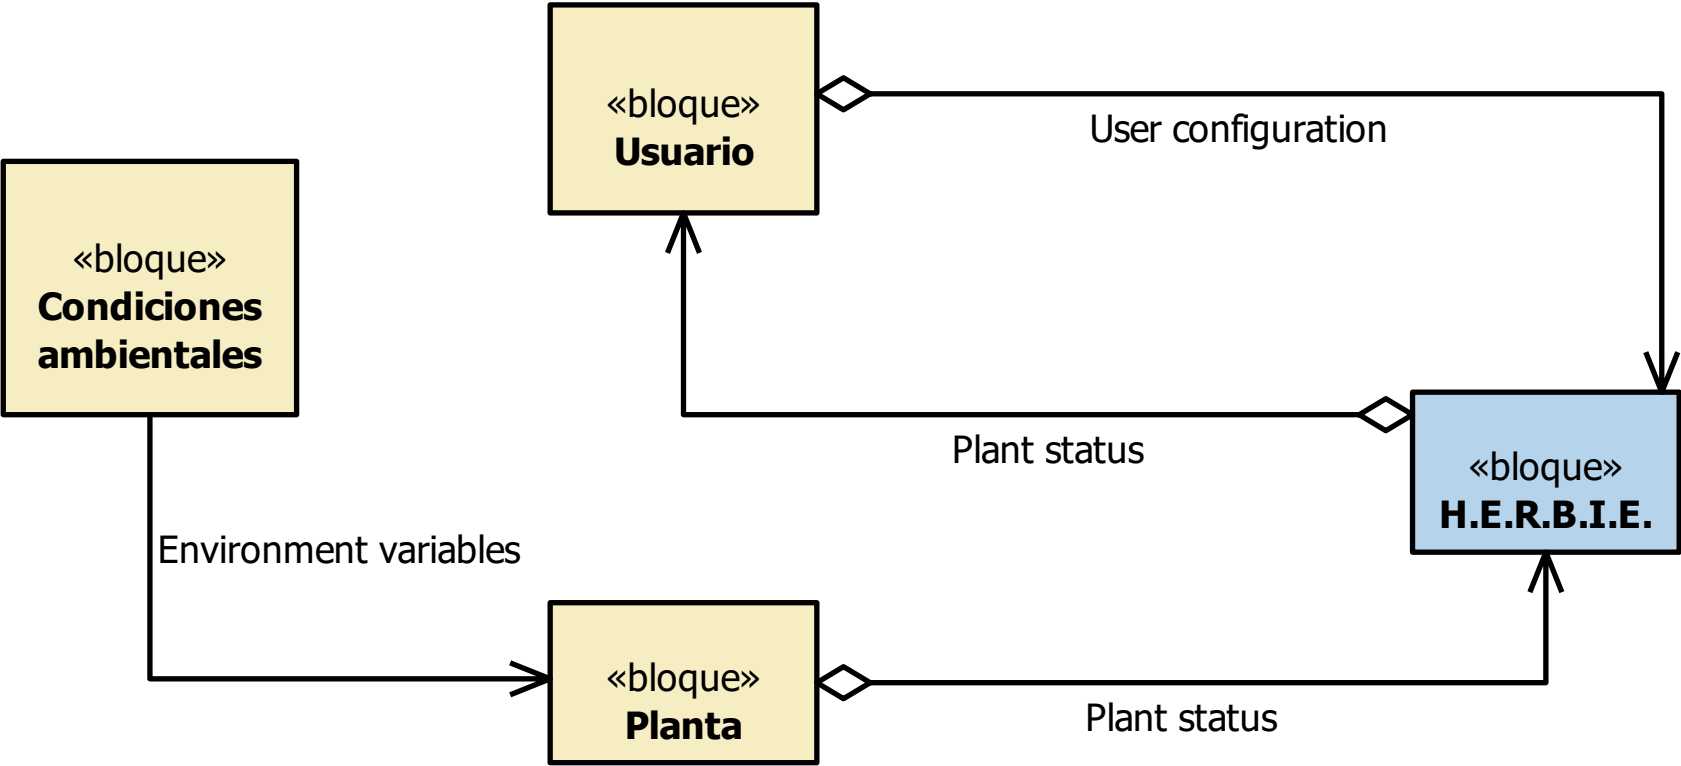 «bloque»
Usuario
User configuration
«bloque»
Condiciones
ambientales
Plant status
«bloque»
H.E.R.B.I.E.
Environment variables
«bloque»
Planta
Plant status